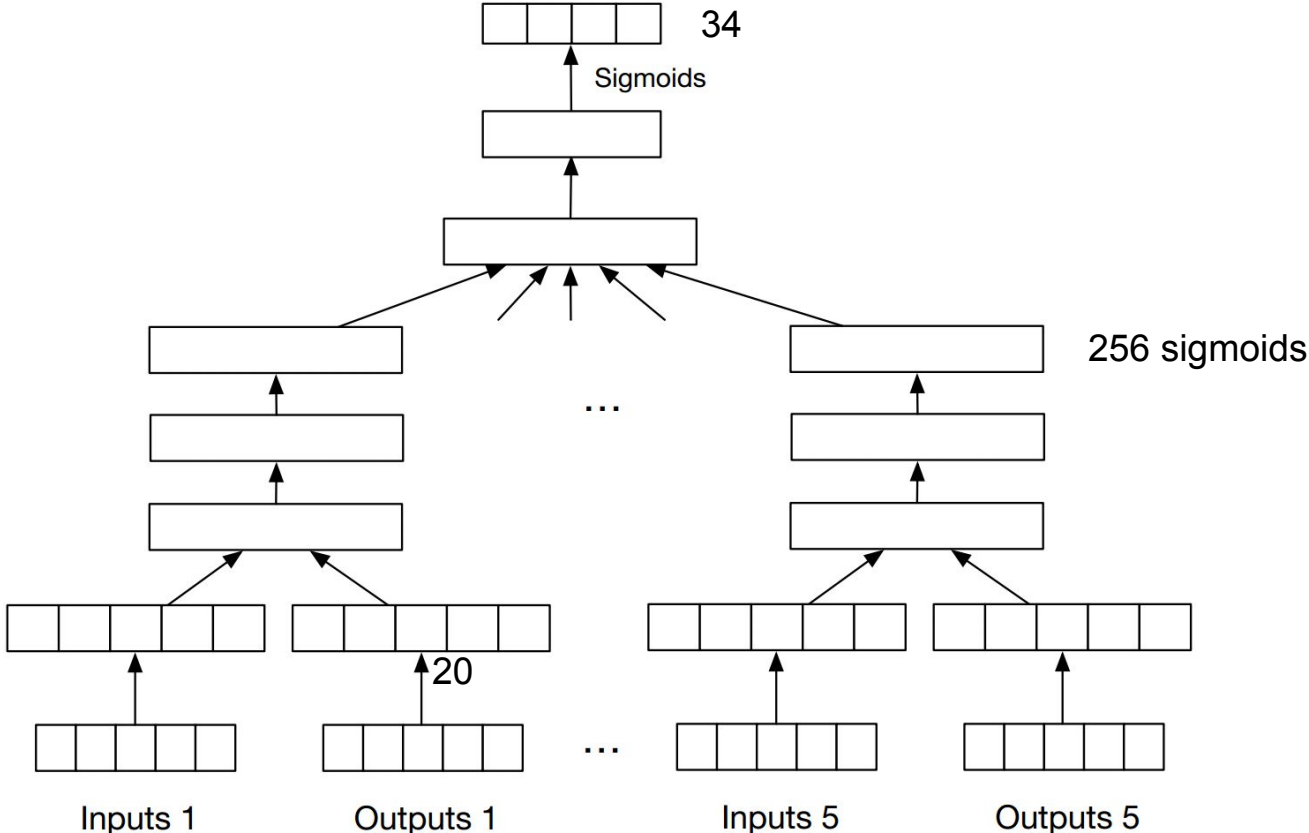 34
Sigmoids
256 sigmoids
...
20
...
Inputs 1
Outputs 1
Inputs 5
Outputs 5